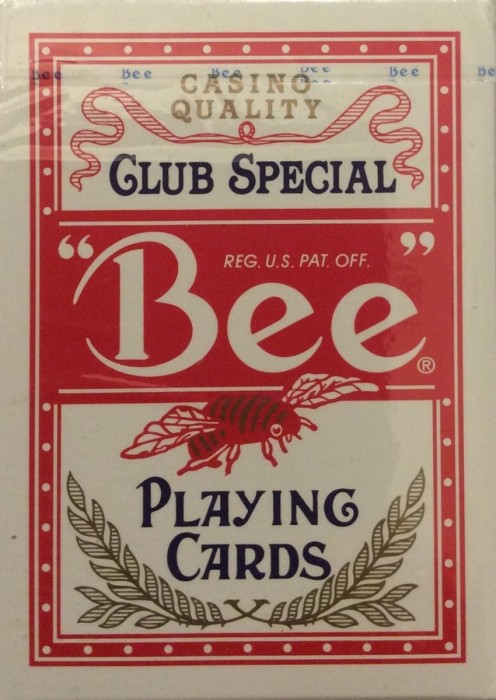 Bee Bee Bee Bee Bee Bee
CASINO
QUALITY
CLUB SPECIAL
REG. U.S. PAT. OFF.
“Bee”®
PLAYING
CARDS